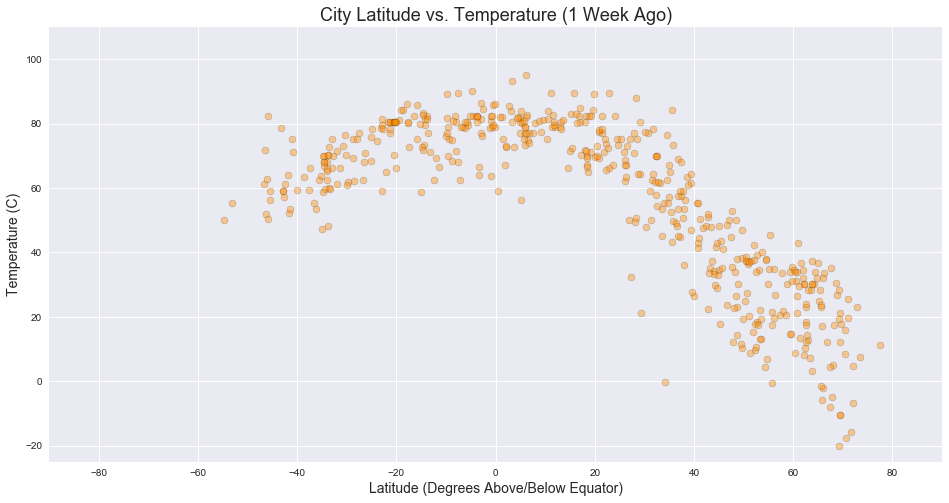 City Latitude vs. Temperature (1 Week Ago)
100
80
60
40
20
0
−20
Temperature (C)
−80 −60 −40 −20 0 20 40 60 80
Latitude (Degrees Above/Below Equator)